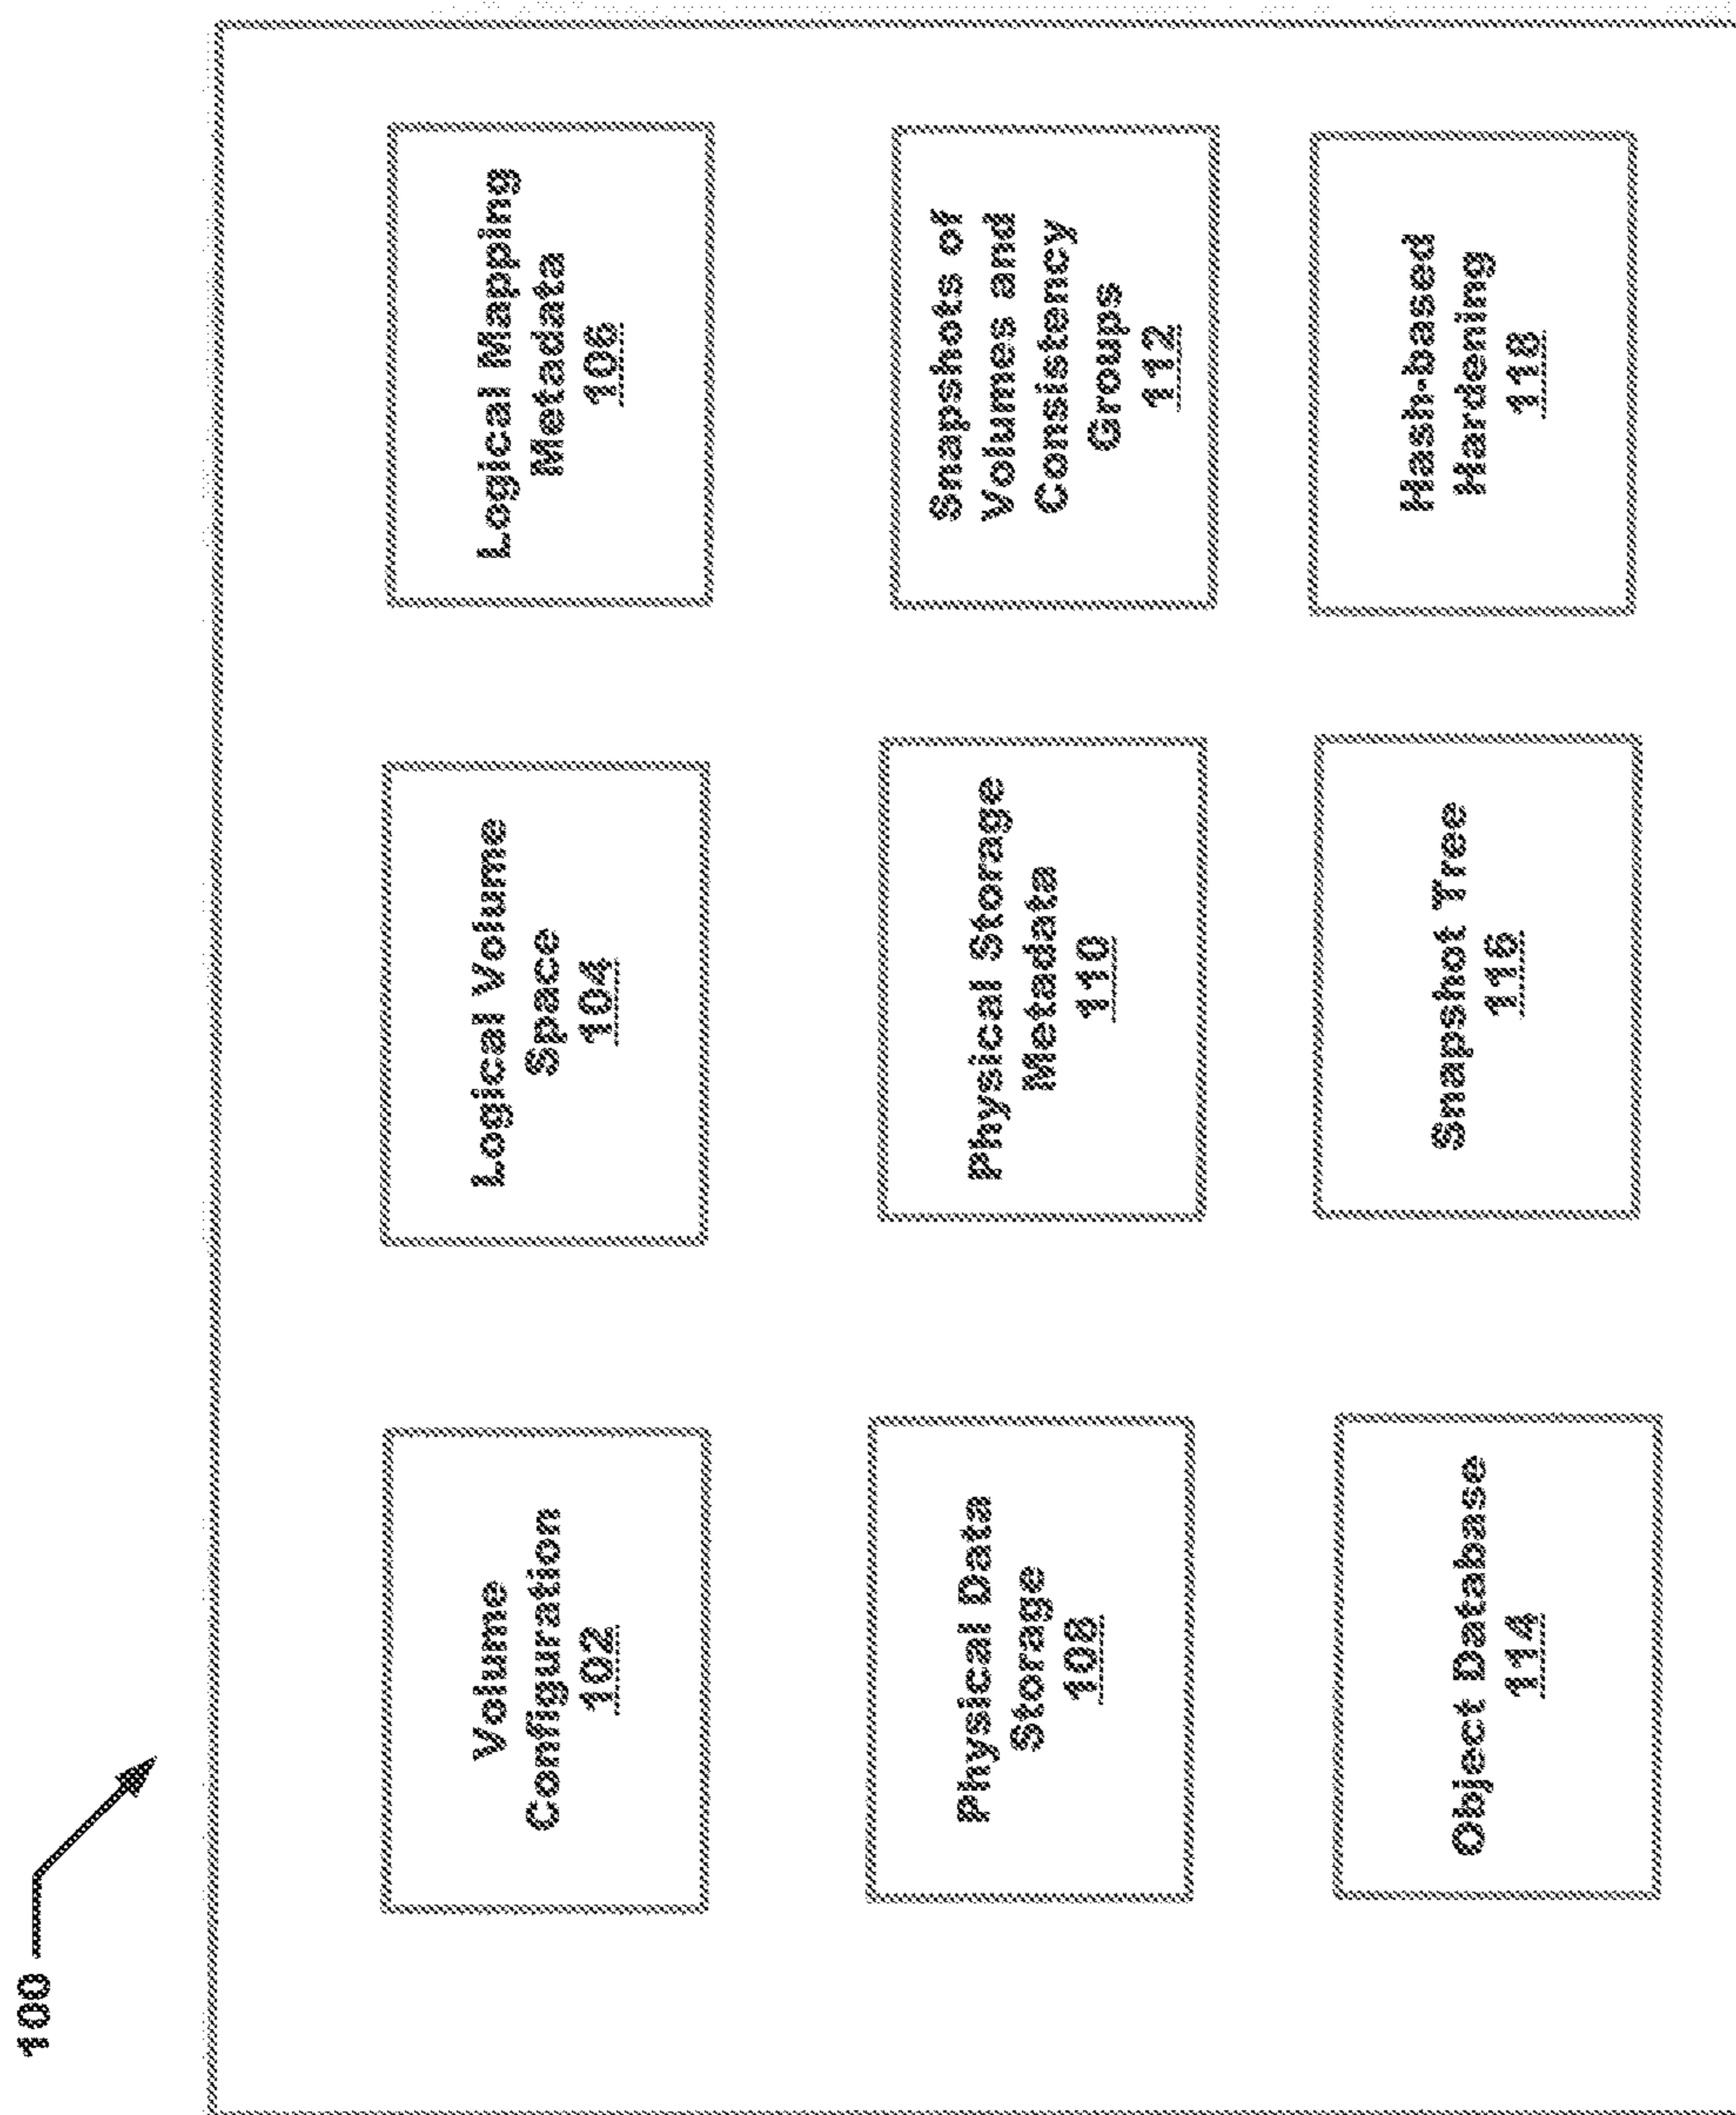 100
Volume
Configuration
102
Logical Volume
Space
104
Logical Mapping
Metadata
106
Physical Data
Storage
108
Physical Storage
Metadata
110
Snapshots of
Volumes and
Consistency
Groups
112
Object Database
114
Snapshot Tree
116
Hash-based
Hardening
118